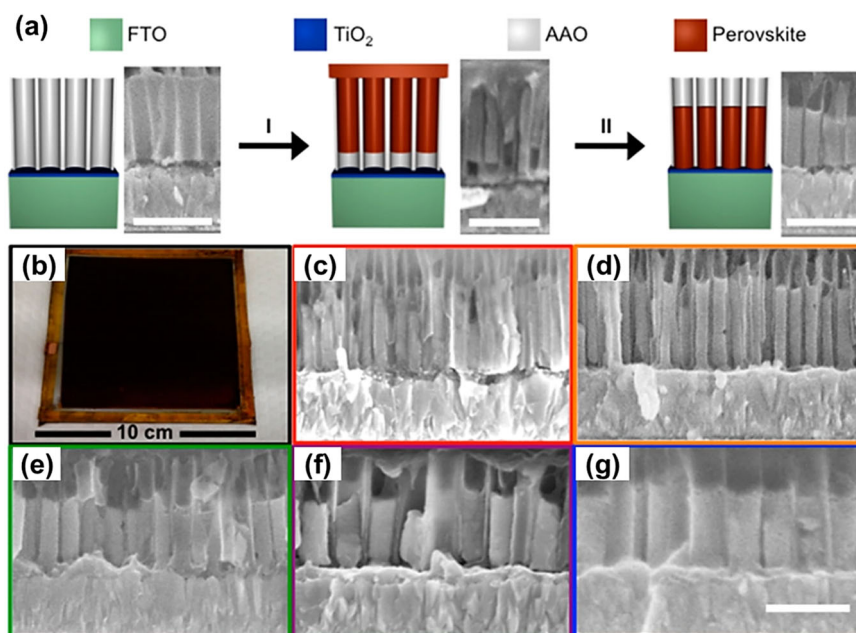 (a) FTO TiO₂ AAO Perovskite
I II
(b) (c) (d)
10 cm
(e) (f) (g)